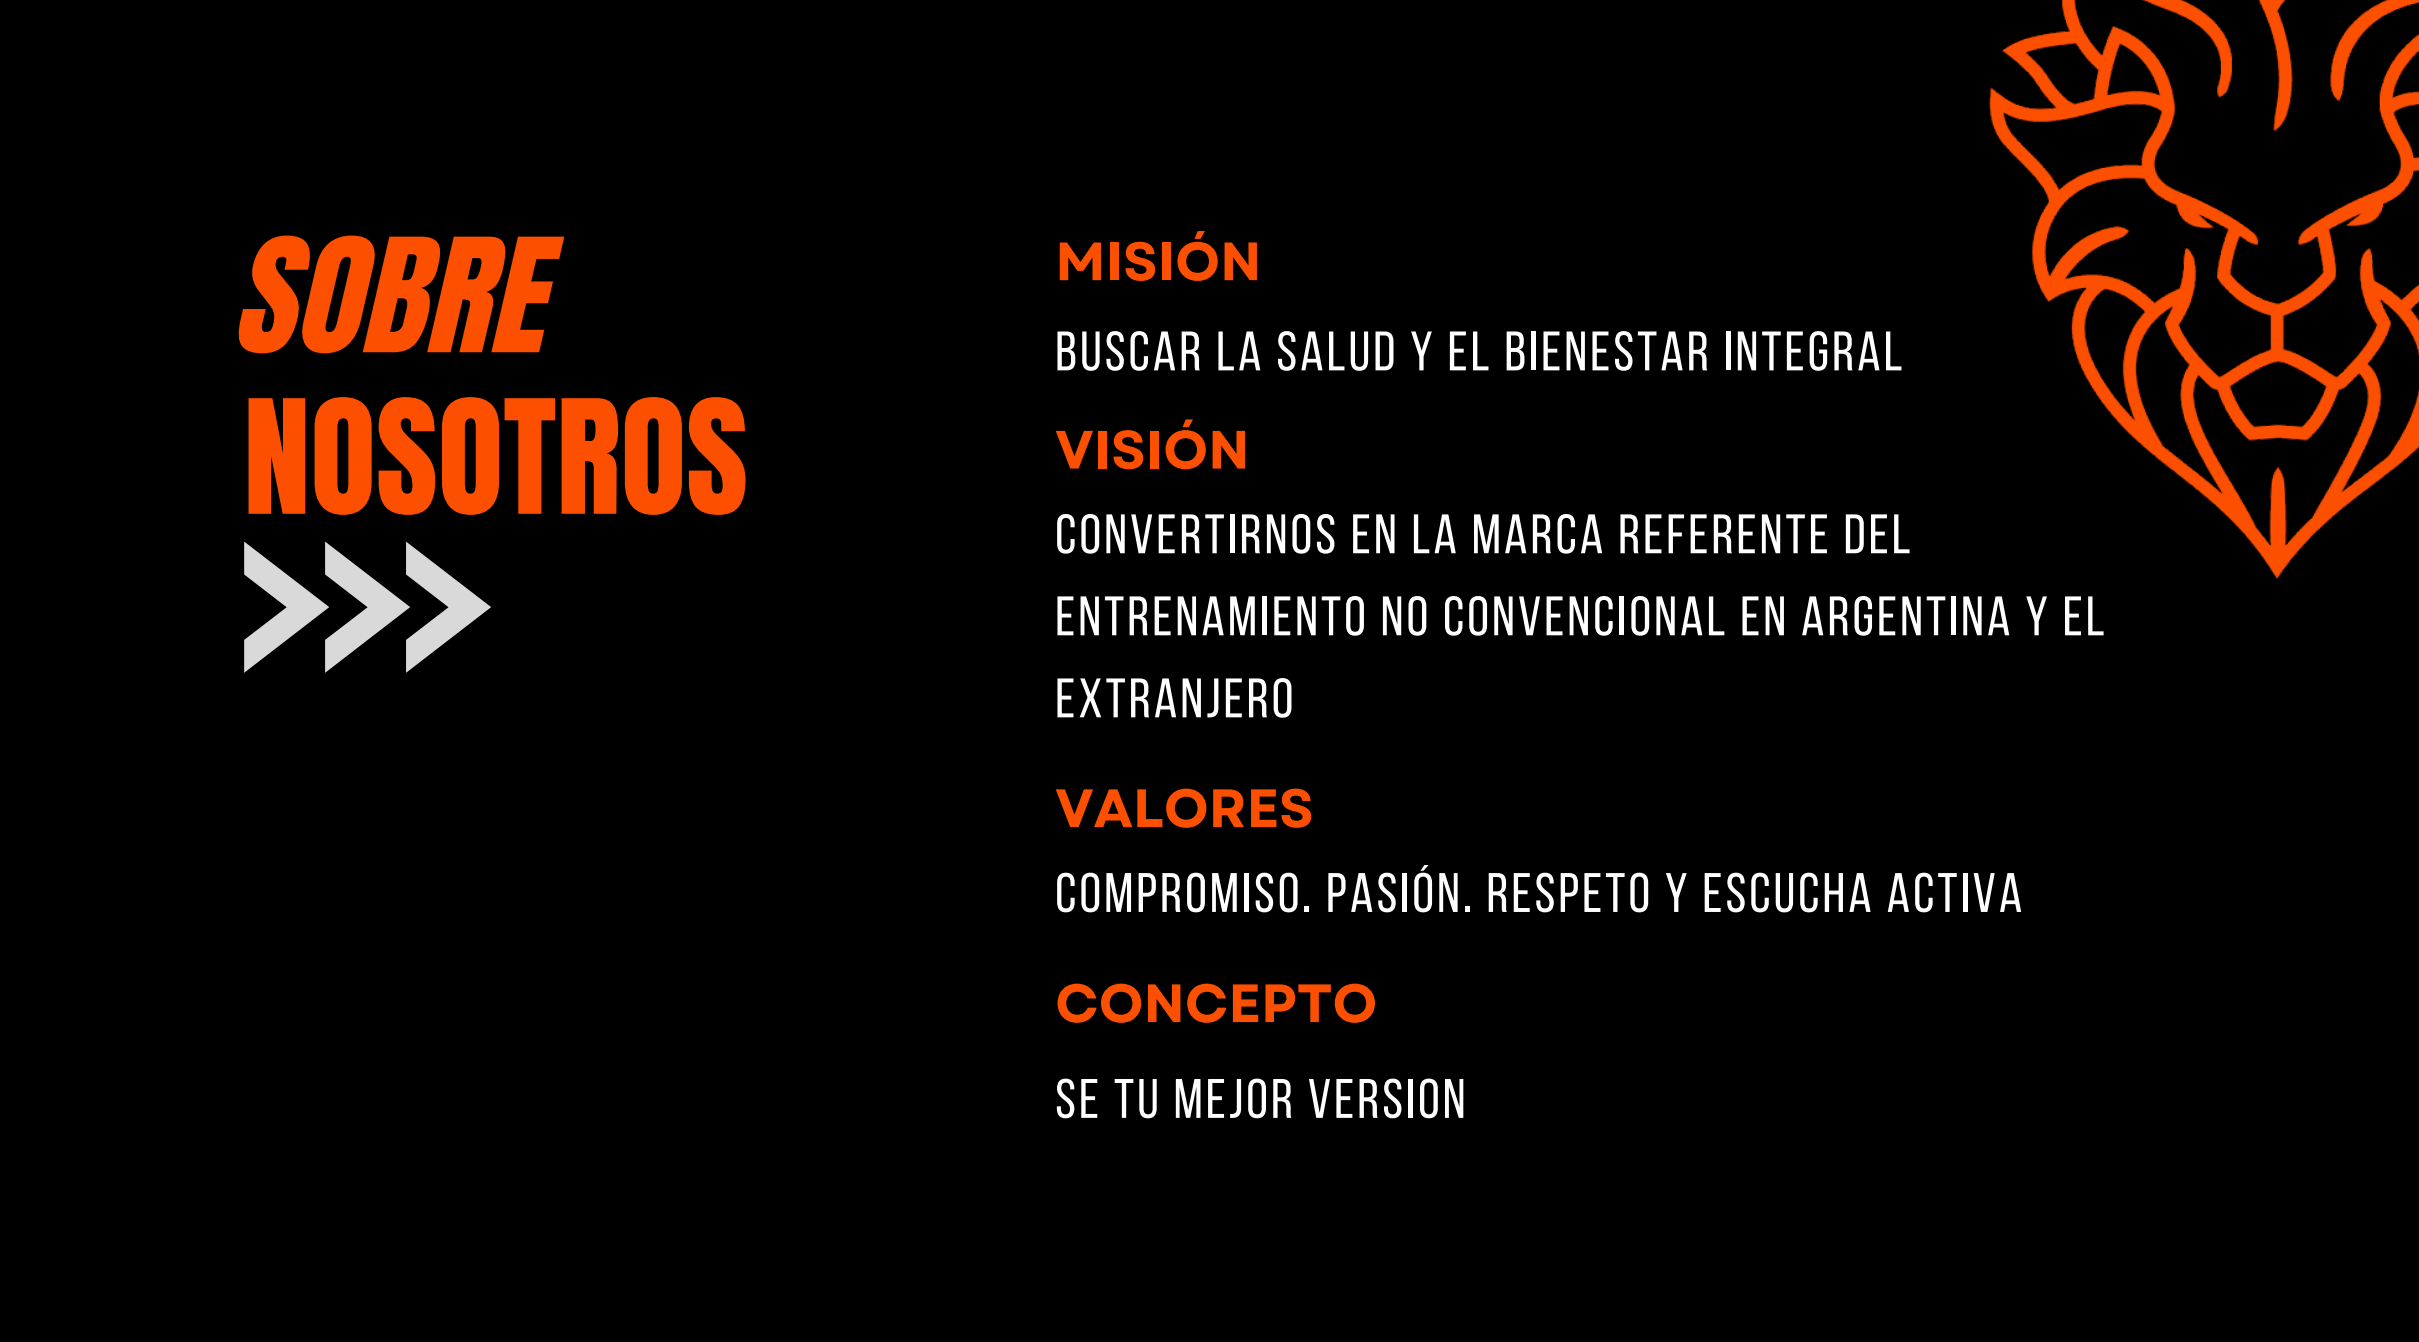 SOBRE
NOSOTROS
MISIÓN
BUSCAR LA SALUD Y EL BIENESTAR INTEGRAL
VISIÓN
CONVERTIRNOS EN LA MARCA REFERENTE DEL
ENTRENAMIENTO NO CONVENCIONAL EN ARGENTINA Y EL
EXTRANJERO
VALORES
COMPROMISO. PASIÓN. RESPETO Y ESCUCHA ACTIVA
CONCEPTO
SE TU MEJOR VERSION